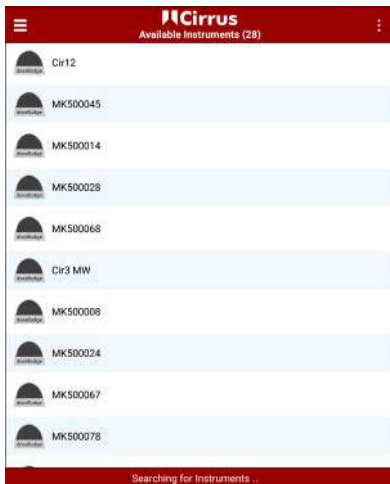 Cirrus
Available Instruments (28)
Cir12
MK500045
MK500014
MK500028
MK500068
Cir3 MW
MK500008
MK500024
MK500067
MK500078
Searching for Instruments ..